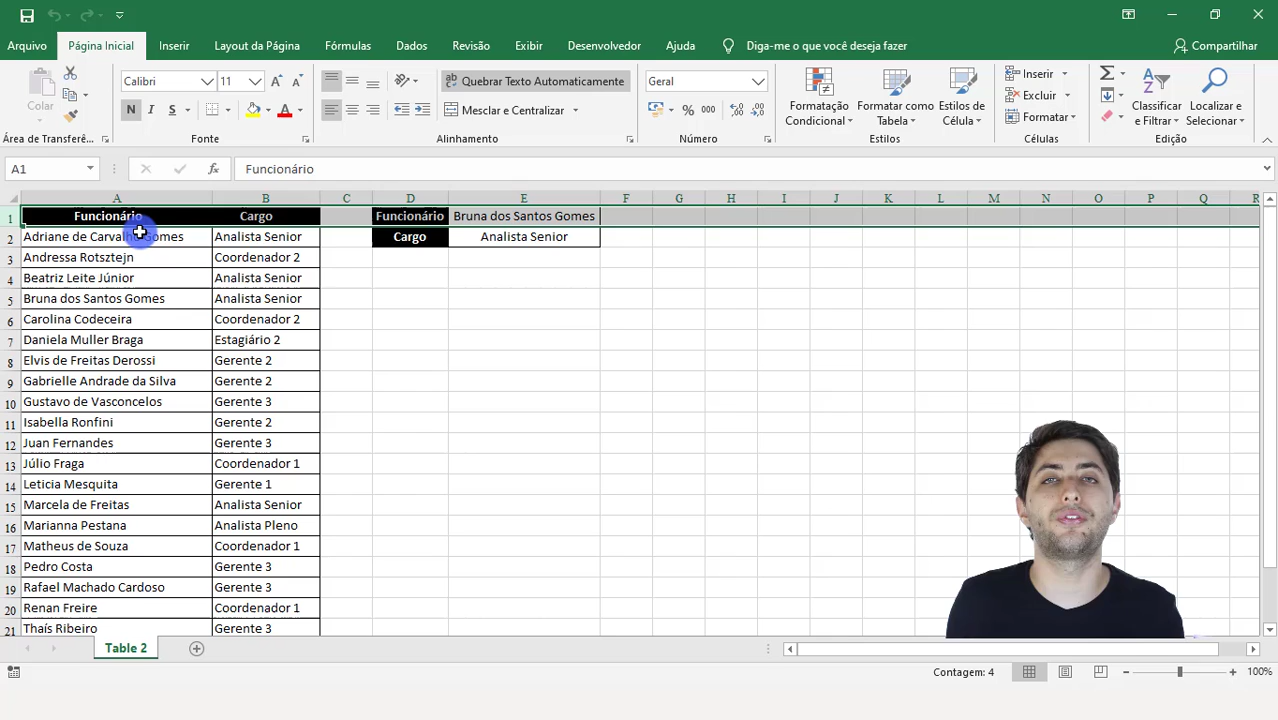 Arquivo Página Inicial Inserir Layout da Página Fórmulas Dados Revisão Exibir Desenvolvedor Ajuda Diga-me o que você deseja fazer Compartilhar
Colar Calibri 11 Quebrar Texto Automaticamente Geral Formatação Condicional Formatar como Tabela Estilos de Célula Inserir Classificar e Filtrar Localizar e Selecionar
Excluir
N I S A Mesclar e Centralizar % 000 Formatar
Área de Transferê... Fonte Alinhamento Número Estilos Células Edição
A1 fx Funcionário
A B C D E F G H I J K L M N O P Q R
1 Funcionário Cargo Funcionário Bruna dos Santos Gomes
2 Adriane de Carvalho Gomes Analista Senior Cargo Analista Senior
3 Andressa Rotsztejn Coordenador 2
4 Beatriz Leite Júnior Analista Senior
5 Bruna dos Santos Gomes Analista Senior
6 Carolina Codeceira Coordenador 2
7 Daniela Muller Braga Estagiário 2
8 Elvis de Freitas Derossi Gerente 2
9 Gabrielle Andrade da Silva Gerente 2
10 Gustavo de Vasconcelos Gerente 3
11 Isabella Ronfini Gerente 2
12 Juan Fernandes Gerente 3
13 Júlio Fraga Coordenador 1
14 Leticia Mesquita Gerente 1
15 Marcela de Freitas Analista Senior
16 Marianna Pestana Analista Pleno
17 Matheus de Souza Coordenador 1
18 Pedro Costa Gerente 3
19 Rafael Machado Cardoso Gerente 3
20 Renan Freire Coordenador 1
21 Thaís Ribeiro Gerente 3
Table 2
Contagem: 4 100%